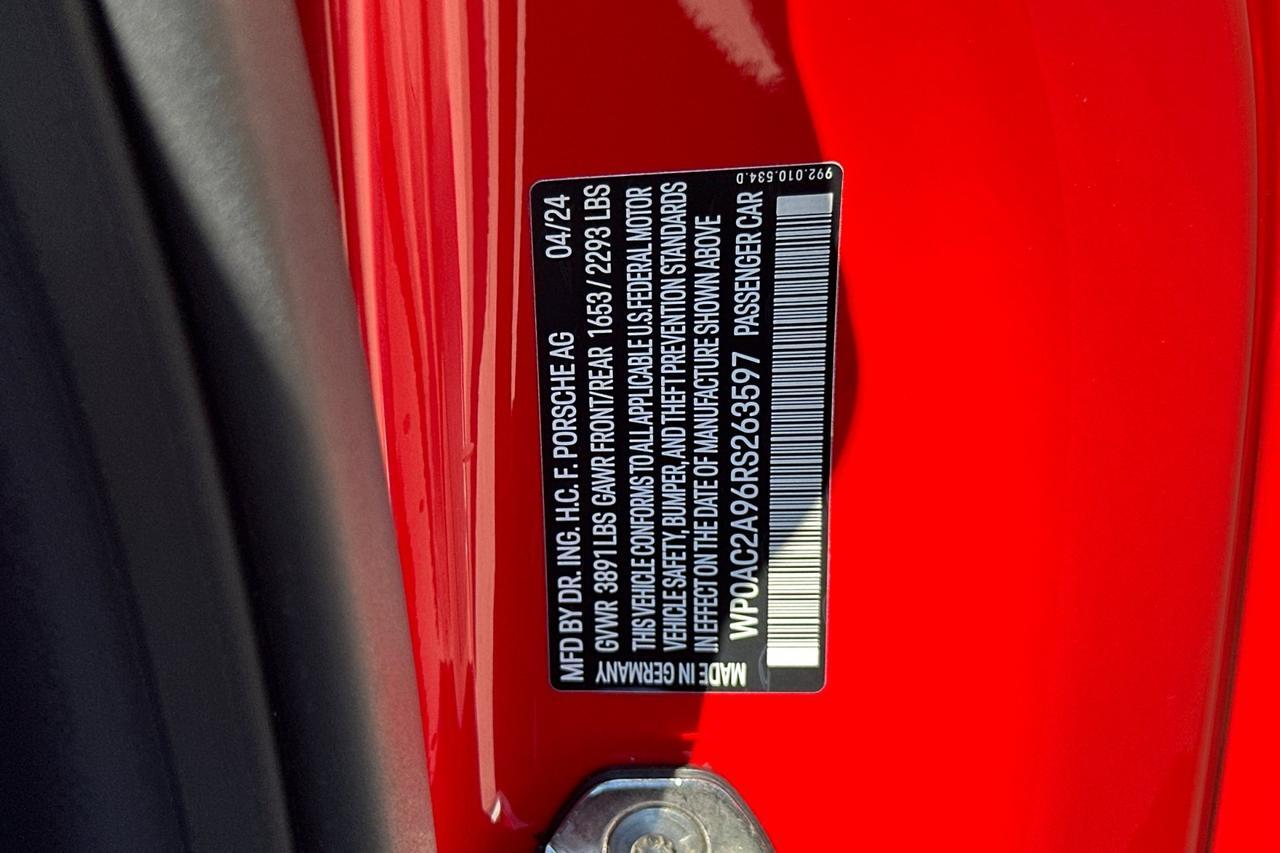 MFD BY DR. ING. H.C. F. PORSCHE AG 04/24
GVWR 3891 LBS GAWR FRONT/REAR 1653 / 2293 LBS
THIS VEHICLE CONFORMS TO ALL APPLICABLE U.S. FEDERAL MOTOR
VEHICLE SAFETY, BUMPER, AND THEFT PREVENTION STANDARDS
IN EFFECT ON THE DATE OF MANUFACTURE SHOWN ABOVE
WP0AC2A96RS263597 PASSENGER CAR
MADE IN GERMANY
992.010.534.D